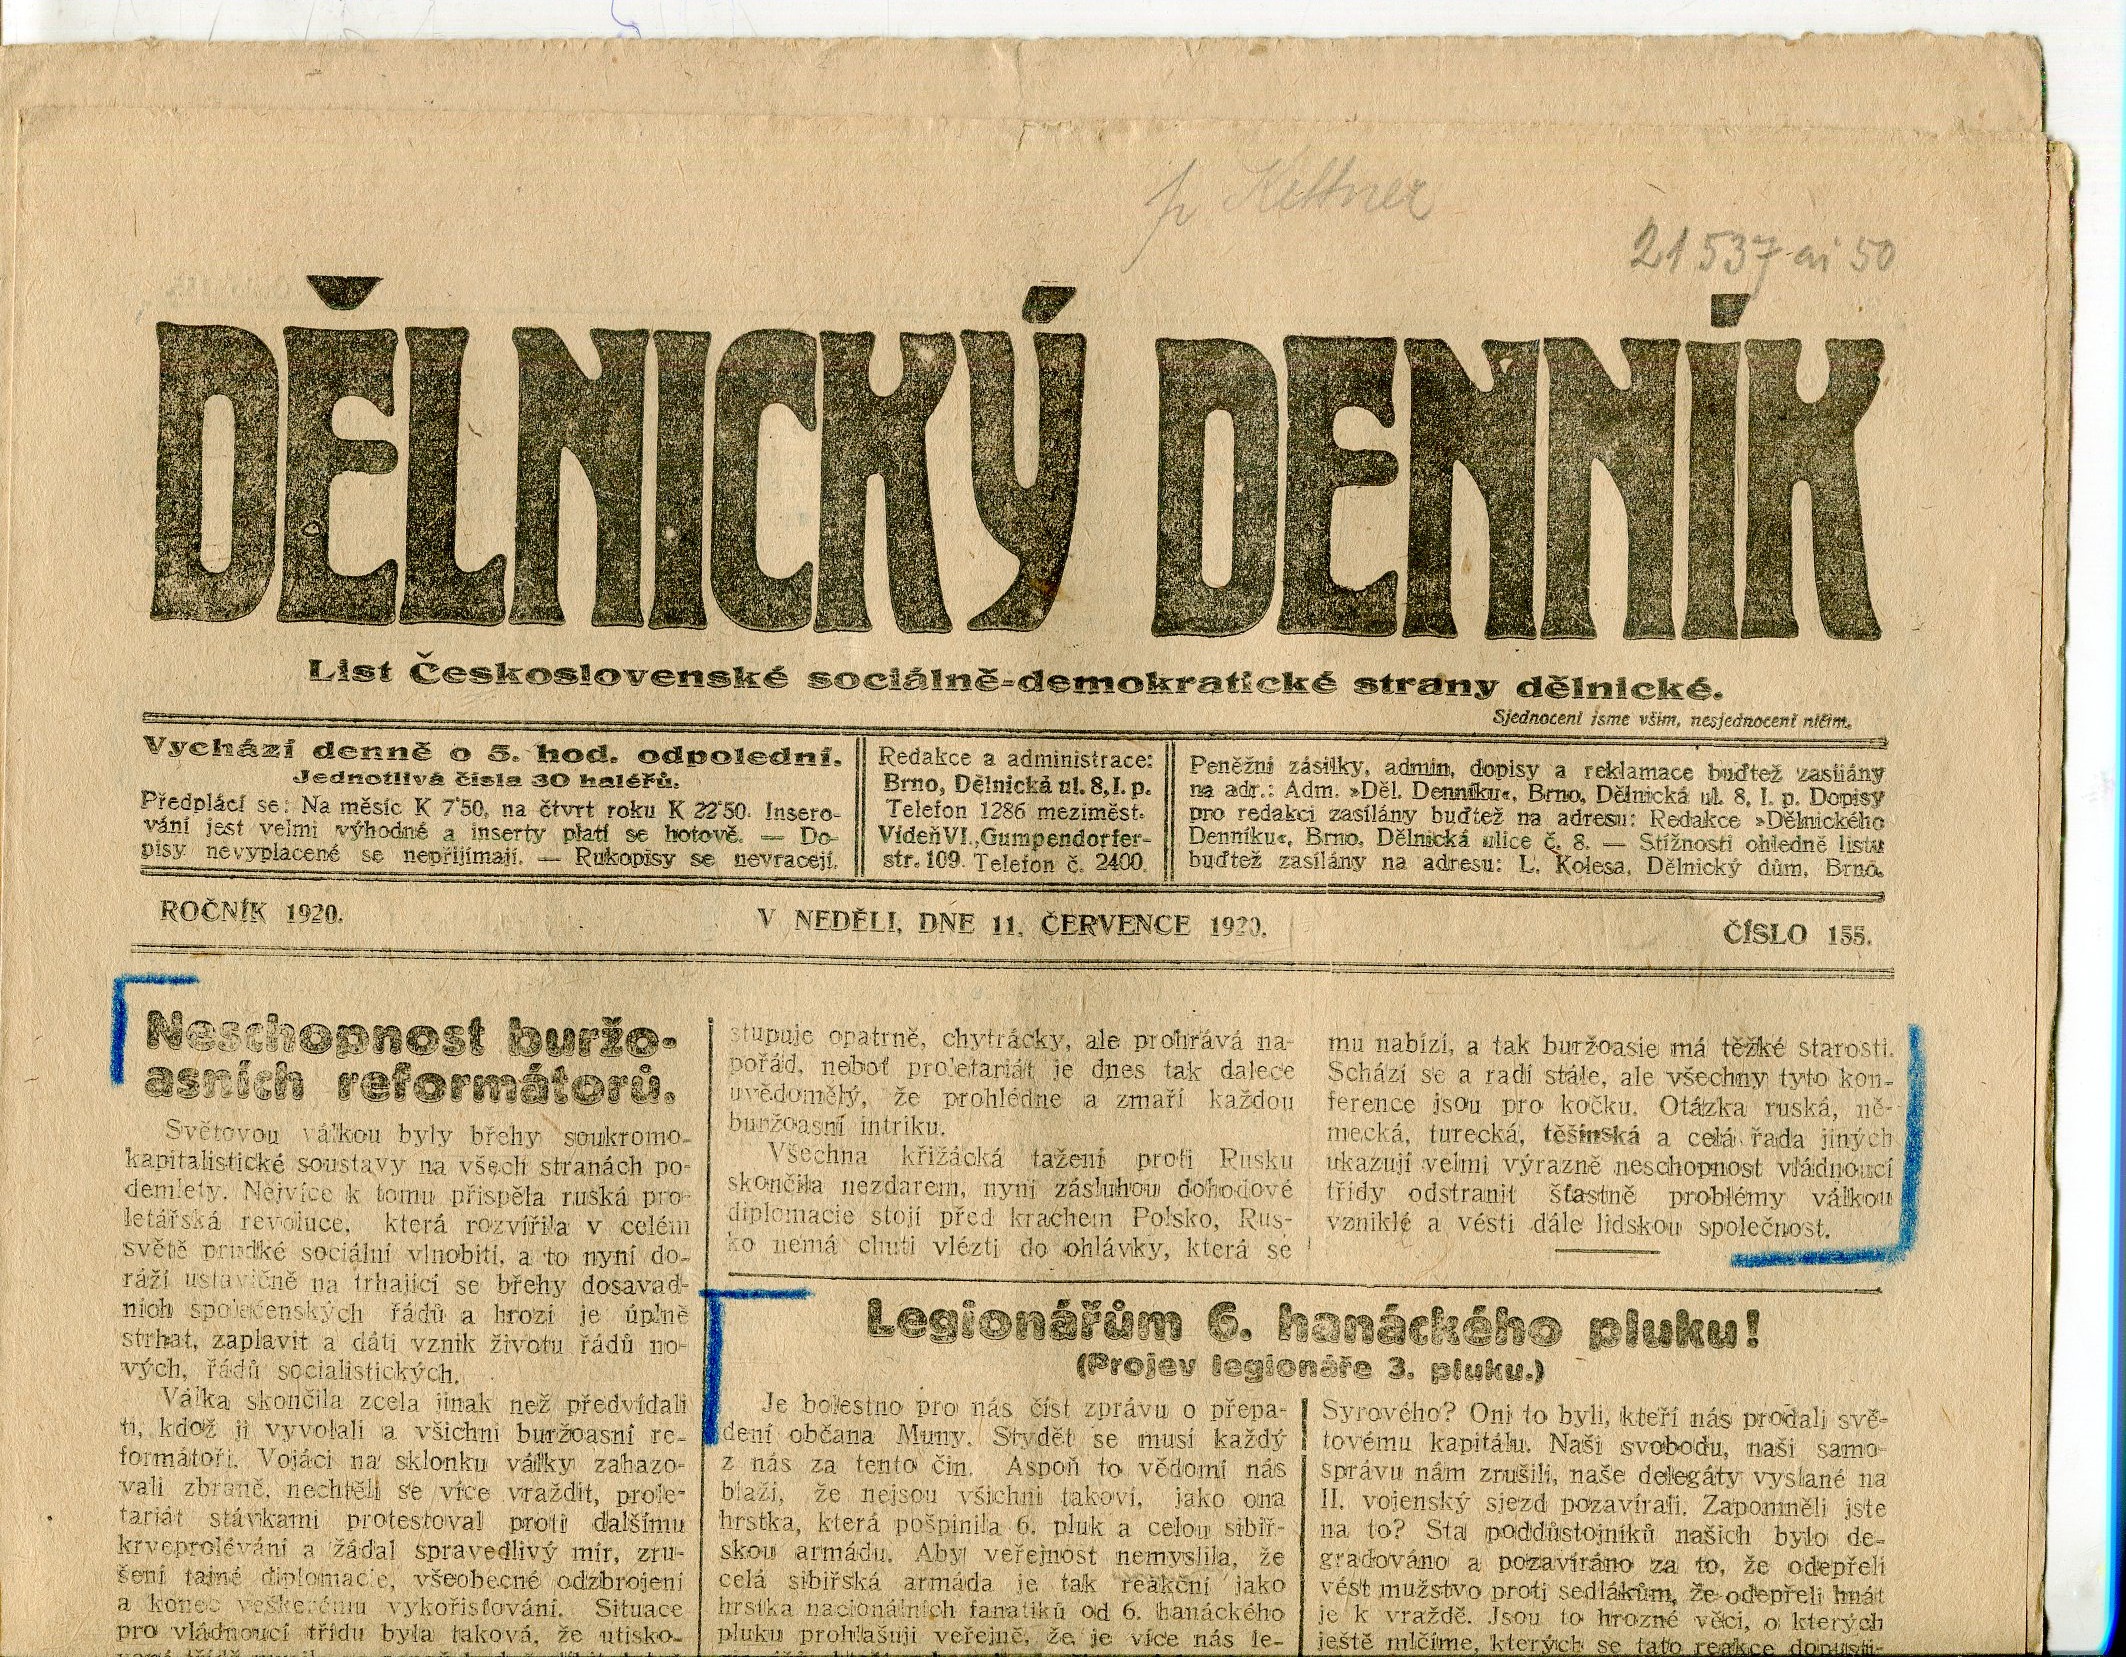 Kettner
21537 ai 50
DĚLNICKÝ DENNÍK
List Československé sociálně-demokratické strany dělnické.
Sjednoceni jsme vším, nesjednoceni ničím.
Vychází denně o 5. hod. odpolední.
Jednotlivá čísla 30 haléřů.
Předplácí se: Na měsíc K 7˙50, na čtvrt roku K 22˙50. Insero-
vání jest velmi výhodné a inserty platí se hotově. — Do-
pisy nevyplacené se nepřijímají. — Rukopisy se nevracejí.
Redakce a administrace:
Brno, Dělnická ul. 8, I. p.
Telefon 1286 meziměst.
Vídeň VI., Gumpendorfer-
str. 109. Telefon č. 2400.
Peněžní zásilky, admin. dopisy a reklamace buďtež zasílány
na adr.: Adm. »Děl. Denníku«, Brno, Dělnická ul. 8, I. p. Dopisy
pro redakci zasílány buďtež na adresu: Redakce »Dělnického
Denníku«, Brno, Dělnická ulice č. 8. — Stížnosti ohledně listu
buďtež zasílány na adresu: L. Kolesa, Dělnický dům, Brno.
ROČNÍK 1920.
V NEDĚLI, DNE 11. ČERVENCE 1920.
ČÍSLO 155.
Neschopnost buržo-
asních reformátorů.
Světovou válkou byly břehy soukromo-
kapitalistické soustavy na všech stranách po-
demlety. Nejvíce k tomu přispěla ruská pro-
letářská revoluce, která rozvířila v celém
světě prudké sociální vlnobití, a to nyní do-
ráží ustavičně na trhající se břehy dosavad-
ních společenských řádů a hrozí je úplně
strhat, zaplavit a dáti vznik životu řádů no-
vých, řádů socialistických.
Válka skončila zcela jinak než předvídali
ti, kdož ji vyvolali a všichni buržoasní re-
formátoři. Vojáci na sklonku války zahazo-
vali zbraně, nechtěli se více vraždit, prole-
tariát stávkami protestoval proti dalšímu
krveprolévání a žádal spravedlivý mír, zru-
šení tajné diplomacie, všeobecné odzbrojení
a konec veškerému vykořisťování. Situace
pro vládnoucí třídu byla taková, že utisko-
stupuje opatrně, chytrácky, ale prohrává na-
pořád, neboť proletariát je dnes tak dalece
uvědomělý, že prohlédne a zmaří každou
buržoasní intriku.
Všechna křižácká tažení proti Rusku
skončila nezdarem, nyní zásluhou dohodové
diplomacie stojí před krachem Polsko, Rus-
ko nemá chuti vlézti do ohlávky, která se
mu nabízí, a tak buržoasie má těžké starosti.
Schází se a radí stále, ale všechny tyto kon-
ference jsou pro kočku. Otázka ruská, ně-
mecká, turecká, těšínská a celá řada jiných
ukazují velmi výrazně neschopnost vládnoucí
třídy odstranit šťastně problémy válkou
vzniklé a vésti dále lidskou společnost.
Legionářům 6. hanáckého pluku!
(Projev legionáře 3. pluku.)
Je bolestno pro nás číst zprávu o přepa-
dení občana Muny. Stydět se musí každý
z nás za tento čin. Aspoň to vědomí nás
blaží, že nejsou všichni takoví, jako ona
hrstka, která pošpinila 6. pluk a celou sibiř-
skou armádu. Aby veřejnost nemyslila, že
celá sibiřská armáda je tak reakční jako
hrstka nacionálních fanatiků od 6. hanáckého
pluku prohlašuji veřejně, že je více nás le-
Syrového? Oni to byli, kteří nás prodali svě-
tovému kapitálu. Naši svobodu, naši samo-
správu nám zrušili, naše delegáty vyslané na
II. vojenský sjezd pozavírali. Zapomněli jste
na to? Sta poddůstojníků našich bylo de-
gradováno a pozavíráno za to, že odepřeli
vést mužstvo proti sedlákům, že odepřeli hnát
je k vraždě. Jsou to hrozné věci, o kterých
ještě mlčíme, kterých se tato reakce dopusti-